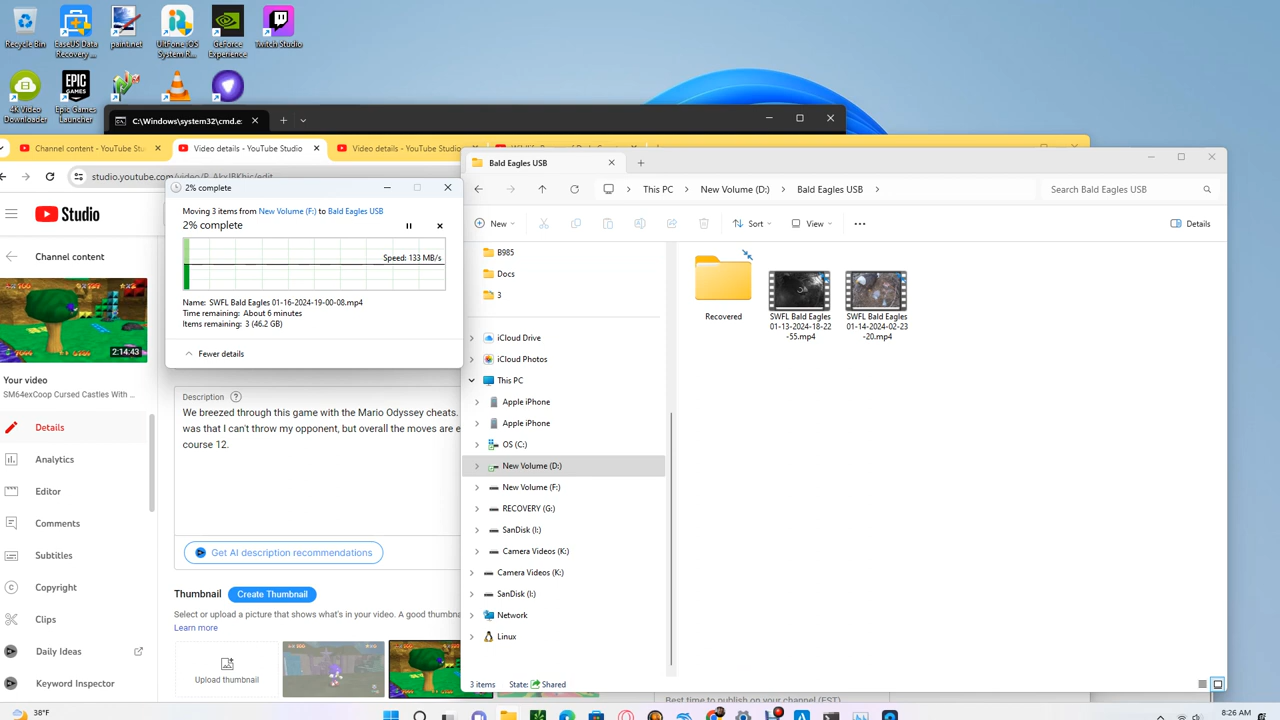 Recycle Bin
EaseUS Data
Recovery ...
paint.net
UltFone iOS
System R...
GeForce
Experience
Twitch Studio
4K Video
Downloader
EPIC
GAMES
Epic Games
Launcher
C:\Windows\system32\cmd.e:
Channel content - YouTube Stu
Video details - YouTube Studio
Video details - YouTube
studio.youtube.com/video/
Studio
Channel content
2:14:43
Your video
SM64exCoop Cursed Castles With ...
Details
Analytics
Editor
Comments
Subtitles
Copyright
Clips
Daily Ideas
Keyword Inspector
2% complete
Moving 3 items from New Volume (F:) to Bald Eagles USB
2% complete
Speed: 133 MB/s
Name: SWFL Bald Eagles 01-16-2024-19-00-08.mp4
Time remaining: About 6 minutes
Items remaining: 3 (46.2 GB)
Fewer details
Description
We breezed through this game with the Mario Odyssey cheats.
was that I can't throw my opponent, but overall the moves are e
course 12.
Get AI description recommendations
Thumbnail
Create Thumbnail
Select or upload a picture that shows what's in your video. A good thumbna
Learn more
Upload thumbnail
Bald Eagles USB
This PC
New Volume (D:)
Bald Eagles USB
Search Bald Eagles USB
New
Sort
View
Details
B985
Docs
3
iCloud Drive
iCloud Photos
This PC
Apple iPhone
Apple iPhone
OS (C:)
New Volume (D:)
New Volume (F:)
RECOVERY (G:)
SanDisk (I:)
Camera Videos (K:)
Camera Videos (K:)
SanDisk (I:)
Network
Linux
Recovered
SWFL Bald Eagles
01-13-2024-18-22
-55.mp4
SWFL Bald Eagles
01-14-2024-02-23
-20.mp4
3 items
State:
Shared
Best time to publish on your channel (EST)
38°F
8:26 AM